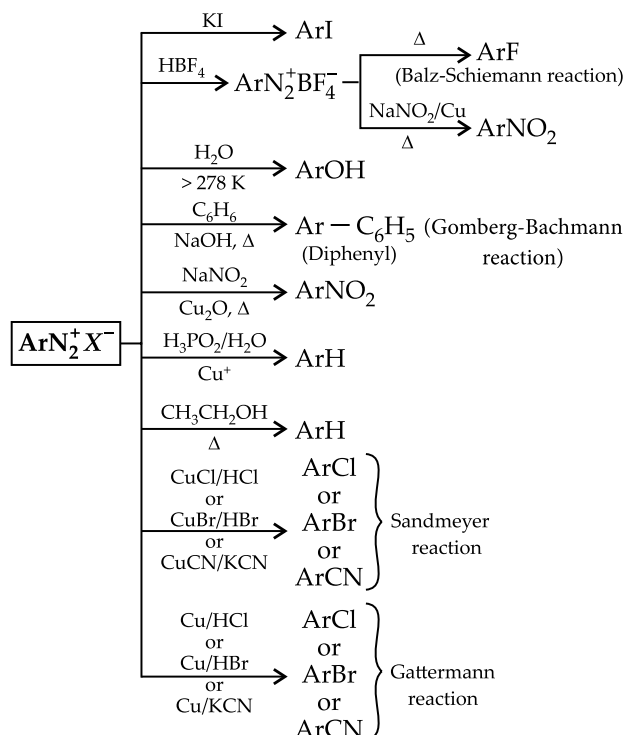 KI
ArI
HBF₄
ArN₂⁺BF₄⁻
Δ
ArF
(Balz-Schiemann reaction)
NaNO₂/Cu
Δ
ArNO₂
H₂O
> 278 K
ArOH
C₆H₆
NaOH, Δ
Ar — C₆H₅ (Gomberg-Bachmann
(Diphenyl)
reaction)
NaNO₂
Cu₂O, Δ
ArNO₂
ArN₂⁺X⁻
H₃PO₂/H₂O
Cu⁺
ArH
CH₃CH₂OH
Δ
ArH
CuCl/HCl
or
CuBr/HBr
or
CuCN/KCN
ArCl
or
ArBr
or
ArCN
Sandmeyer
reaction
Cu/HCl
or
Cu/HBr
or
Cu/KCN
ArCl
or
ArBr
or
ArCN
Gattermann
reaction